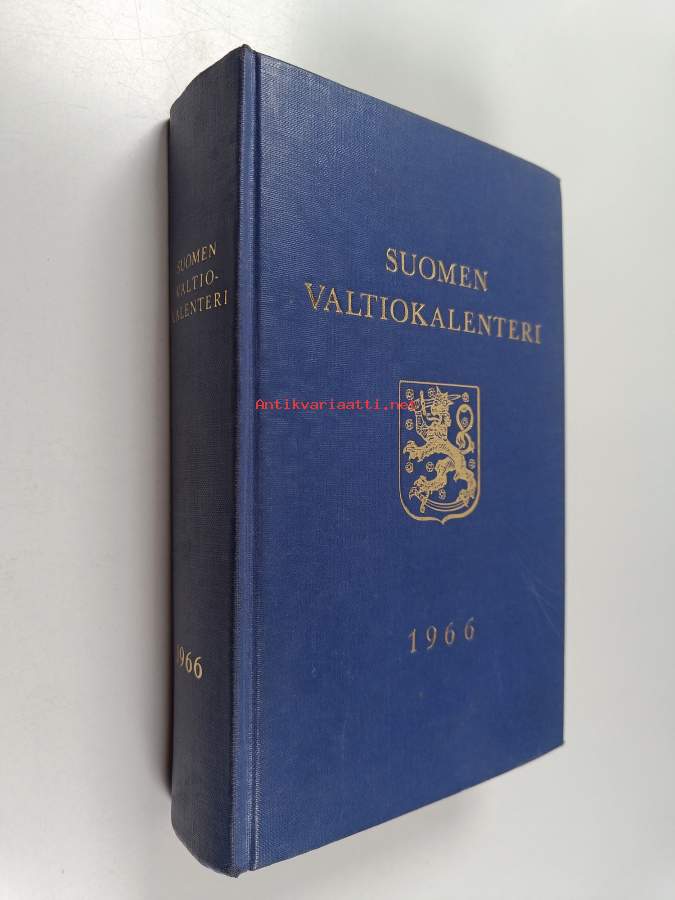 SUOMEN
VALTIO-
KALENTERI
1966
SUOMEN
VALTIOKALENTERI
Antikvariaatti.net
1966